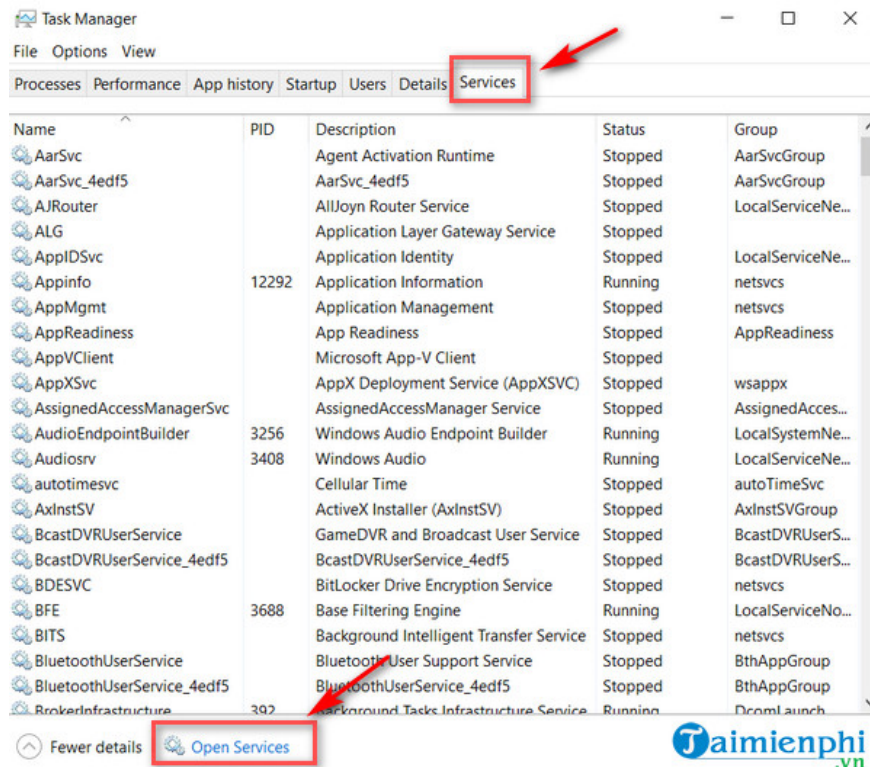 Task Manager
File Options View
Processes Performance App history Startup Users Details Services
Name PID Description Status Group
AarSvc Agent Activation Runtime Stopped AarSvcGroup
AarSvc_4edf5 AarSvc_4edf5 Stopped AarSvcGroup
AJRouter AllJoyn Router Service Stopped LocalServiceNe...
ALG Application Layer Gateway Service Stopped
AppIDSvc Application Identity Stopped LocalServiceNe...
Appinfo 12292 Application Information Running netsvcs
AppMgmt Application Management Stopped netsvcs
AppReadiness App Readiness Stopped AppReadiness
AppVClient Microsoft App-V Client Stopped
AppXSvc AppX Deployment Service (AppXSVC) Stopped wsappx
AssignedAccessManagerSvc AssignedAccessManager Service Stopped AssignedAcces...
AudioEndpointBuilder 3256 Windows Audio Endpoint Builder Running LocalSystemNe...
Audiosrv 3408 Windows Audio Running LocalServiceNe...
autotimesvc Cellular Time Stopped autoTimeSvc
AxInstSV ActiveX Installer (AxInstSV) Stopped AxInstSVGroup
BcastDVRUserService GameDVR and Broadcast User Service Stopped BcastDVRUserS...
BcastDVRUserService_4edf5 BcastDVRUserService_4edf5 Stopped BcastDVRUserS...
BDESVC BitLocker Drive Encryption Service Stopped netsvcs
BFE 3688 Base Filtering Engine Running LocalServiceNo...
BITS Background Intelligent Transfer Service Stopped netsvcs
BluetoothUserService Bluetooth User Support Service Stopped BthAppGroup
BluetoothUserService_4edf5 BluetoothUserService_4edf5 Stopped BthAppGroup
BrokerInfrastructure 392 Background Tasks Infrastructure Service Running DcomLaunch
Fewer details Open Services
Taimienphi
.vn